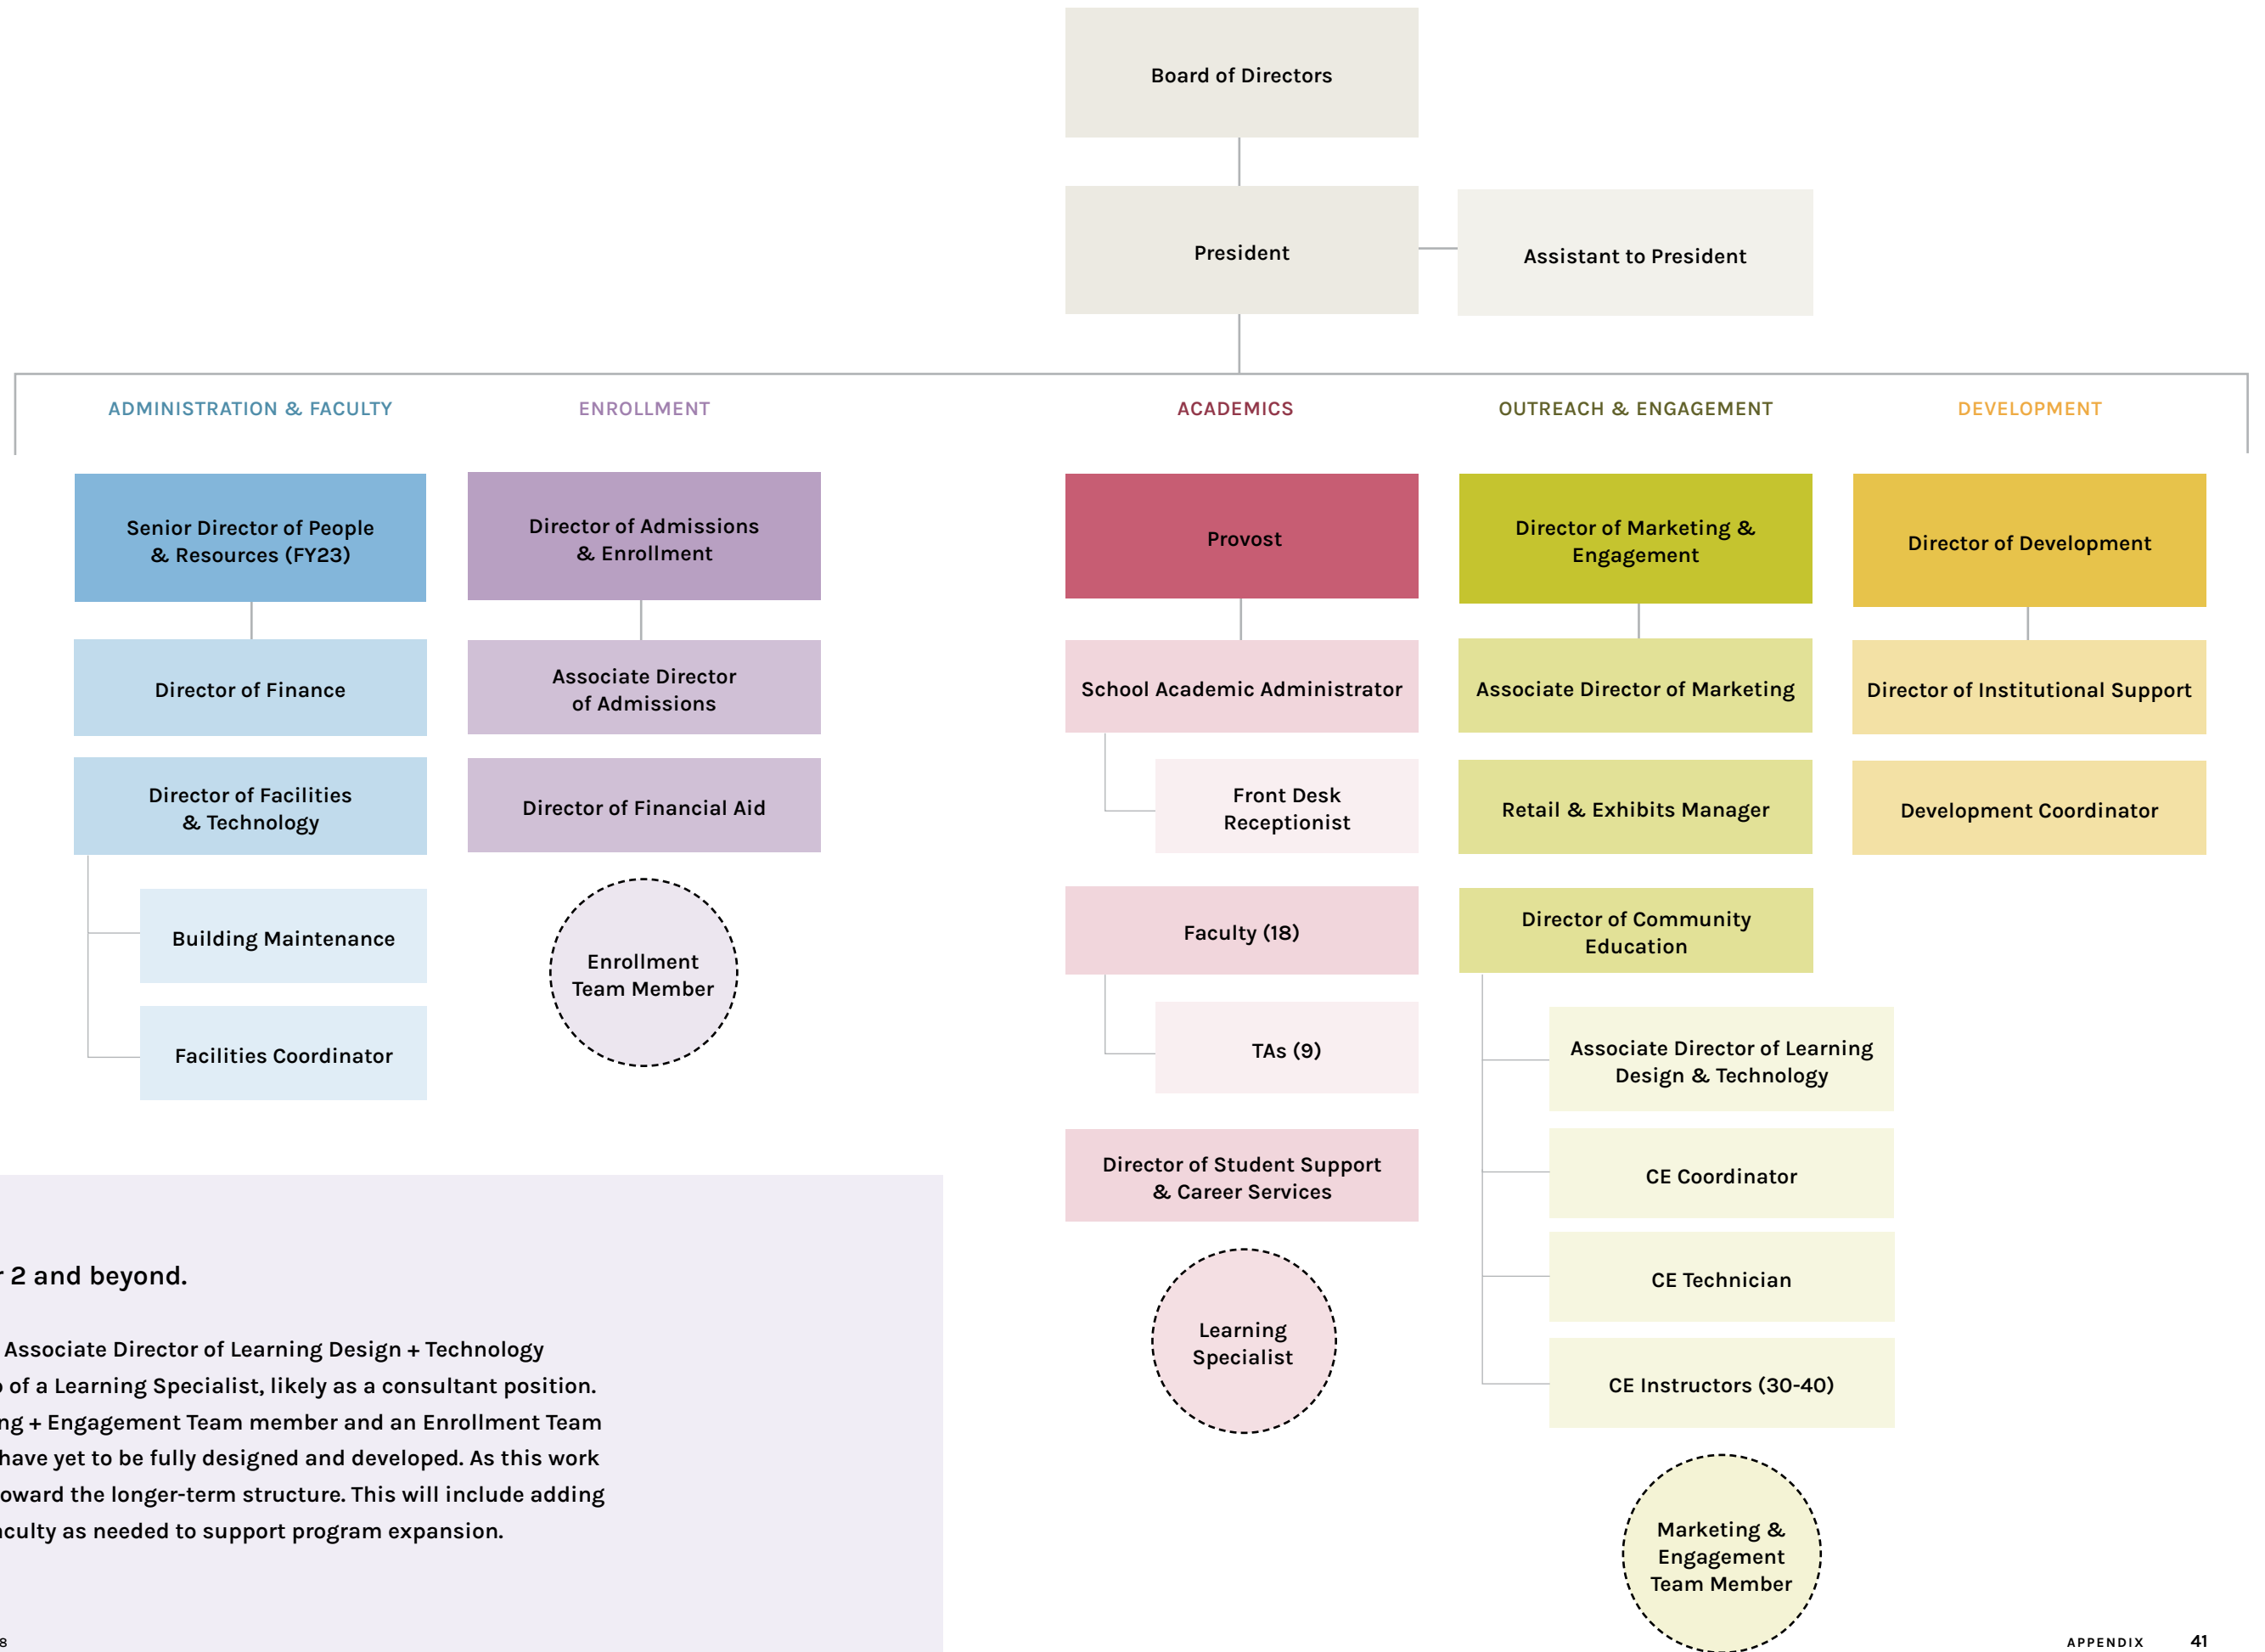 Board of Directors
President
Assistant to President
ADMINISTRATION & FACULTY
ENROLLMENT
ACADEMICS
OUTREACH & ENGAGEMENT
DEVELOPMENT
Senior Director of People
& Resources (FY23)
Director of Finance
Director of Facilities
& Technology
Building Maintenance
Facilities Coordinator
Director of Admissions
& Enrollment
Associate Director
of Admissions
Director of Financial Aid
Enrollment
Team Member
Provost
School Academic Administrator
Front Desk
Receptionist
Faculty (18)
TAs (9)
Director of Student Support
& Career Services
Learning
Specialist
Director of Marketing &
Engagement
Associate Director of Marketing
Retail & Exhibits Manager
Director of Community
Education
Associate Director of Learning
Design & Technology
CE Coordinator
CE Technician
CE Instructors (30-40)
Marketing &
Engagement
Team Member
Director of Development
Director of Institutional Support
Development Coordinator
2 and beyond.
Associate Director of Learning Design + Technology
of a Learning Specialist, likely as a consultant position.
+ Engagement Team member and an Enrollment Team
have yet to be fully designed and developed. As this work
toward the longer-term structure. This will include adding
faculty as needed to support program expansion.
8
APPENDIX 41